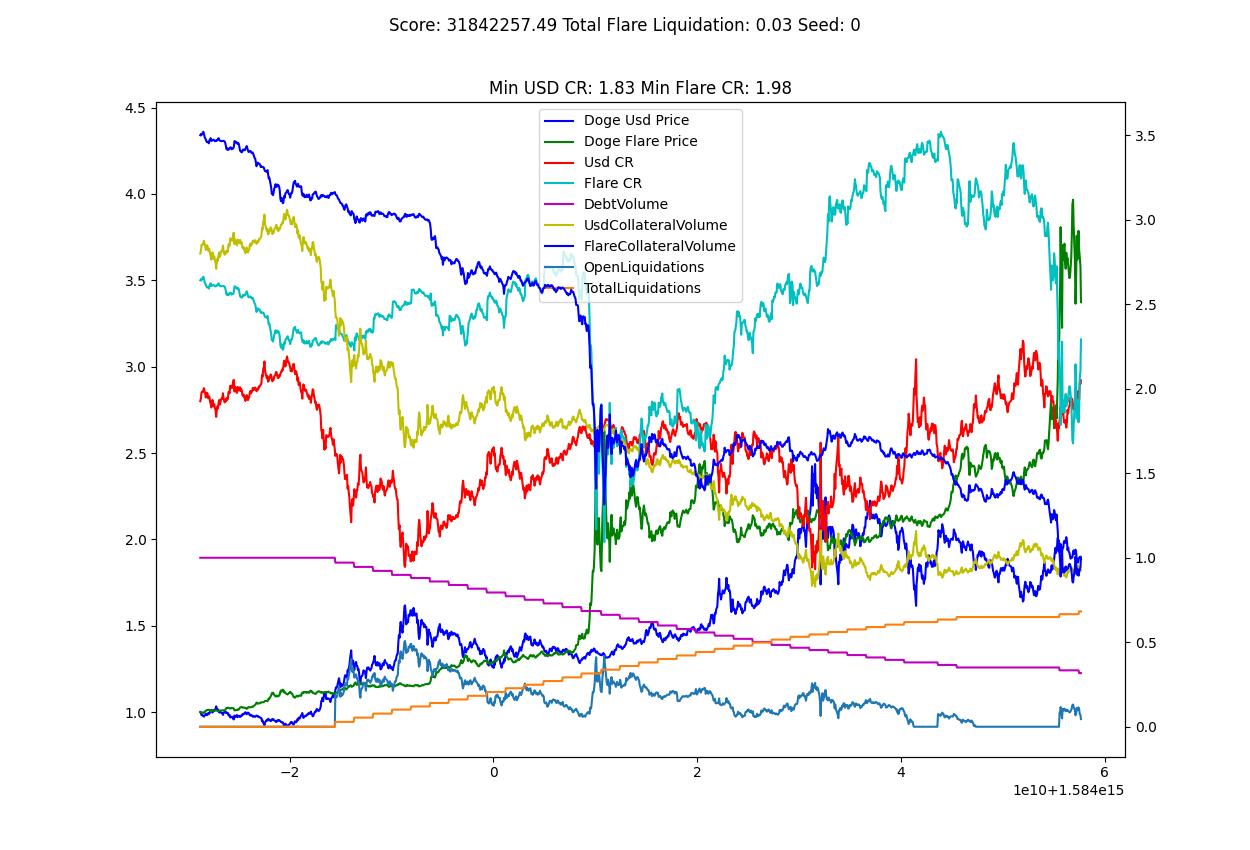 Score: 31842257.49 Total Flare Liquidation: 0.03 Seed: 0
Min USD CR: 1.83 Min Flare CR: 1.98
Doge Usd Price
Doge Flare Price
Usd CR
Flare CR
DebtVolume
UsdCollateralVolume
FlareCollateralVolume
OpenLiquidations
TotalLiquidations
4.5
4.0
3.5
3.0
2.5
2.0
1.5
1.0
3.5
3.0
2.5
2.0
1.5
1.0
0.5
0.0
−2
0
2
4
6
1e10+1.584e15